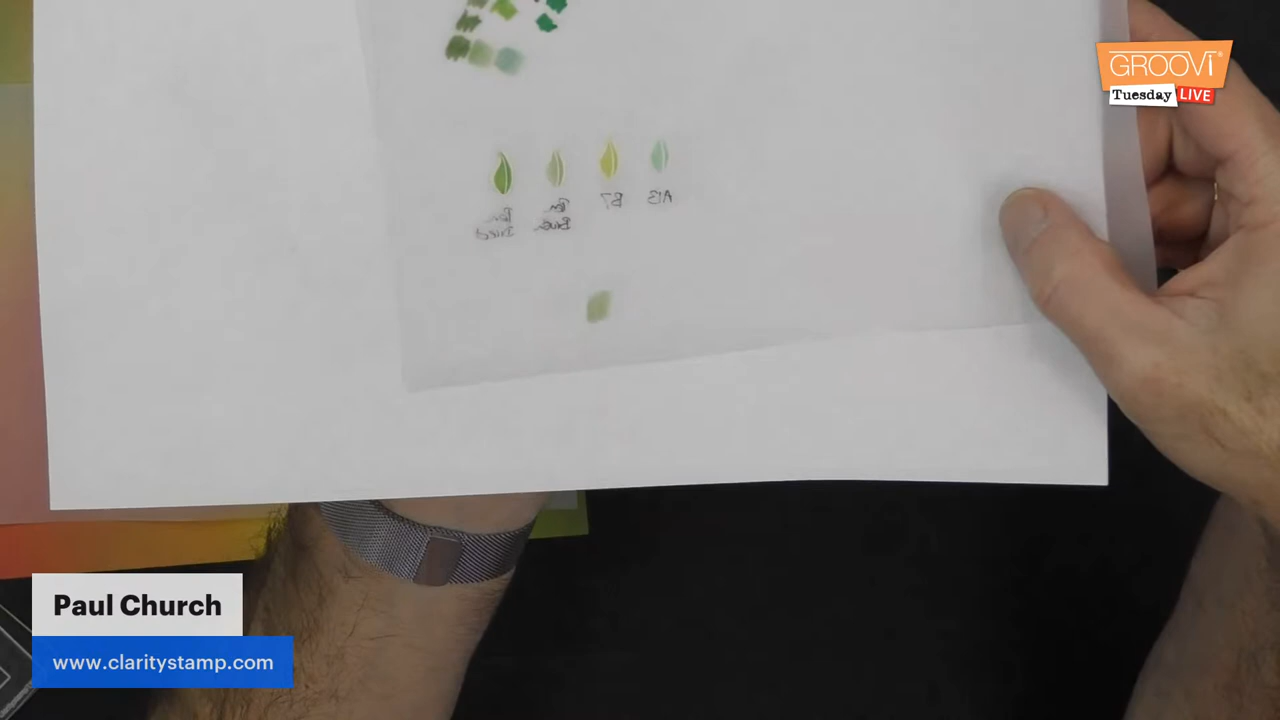 GROOVI®
Tuesday LIVE
B7
A13
Paul Church
www.claritystamp.com